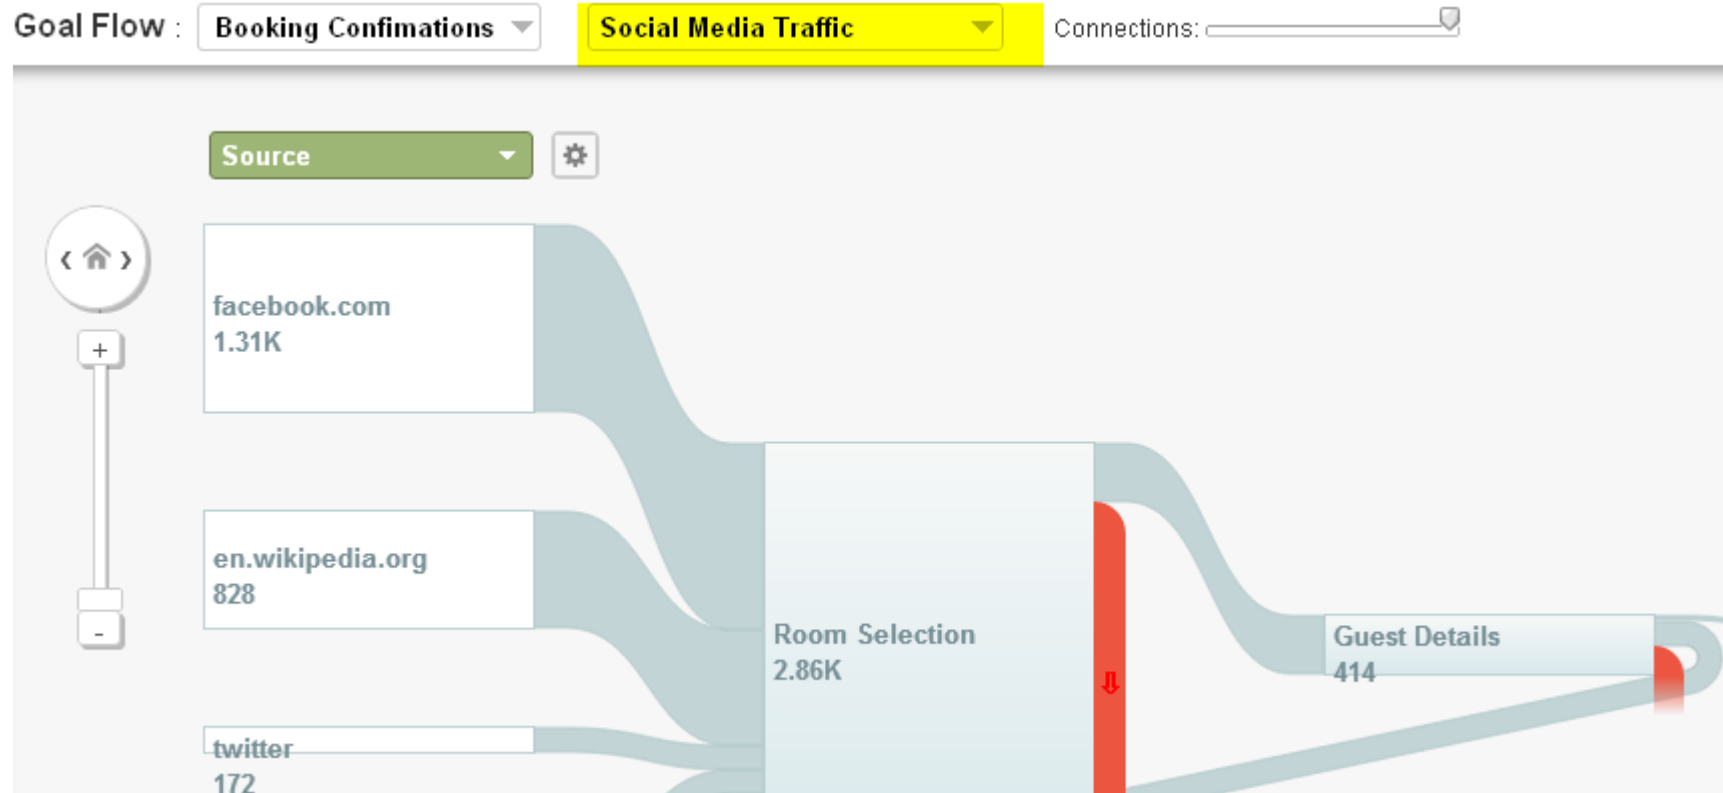 Goal Flow : Booking Confimations Social Media Traffic Connections:
Source
facebook.com
1.31K
+
en.wikipedia.org
828
-
Room Selection
2.86K
Guest Details
414
twitter
172